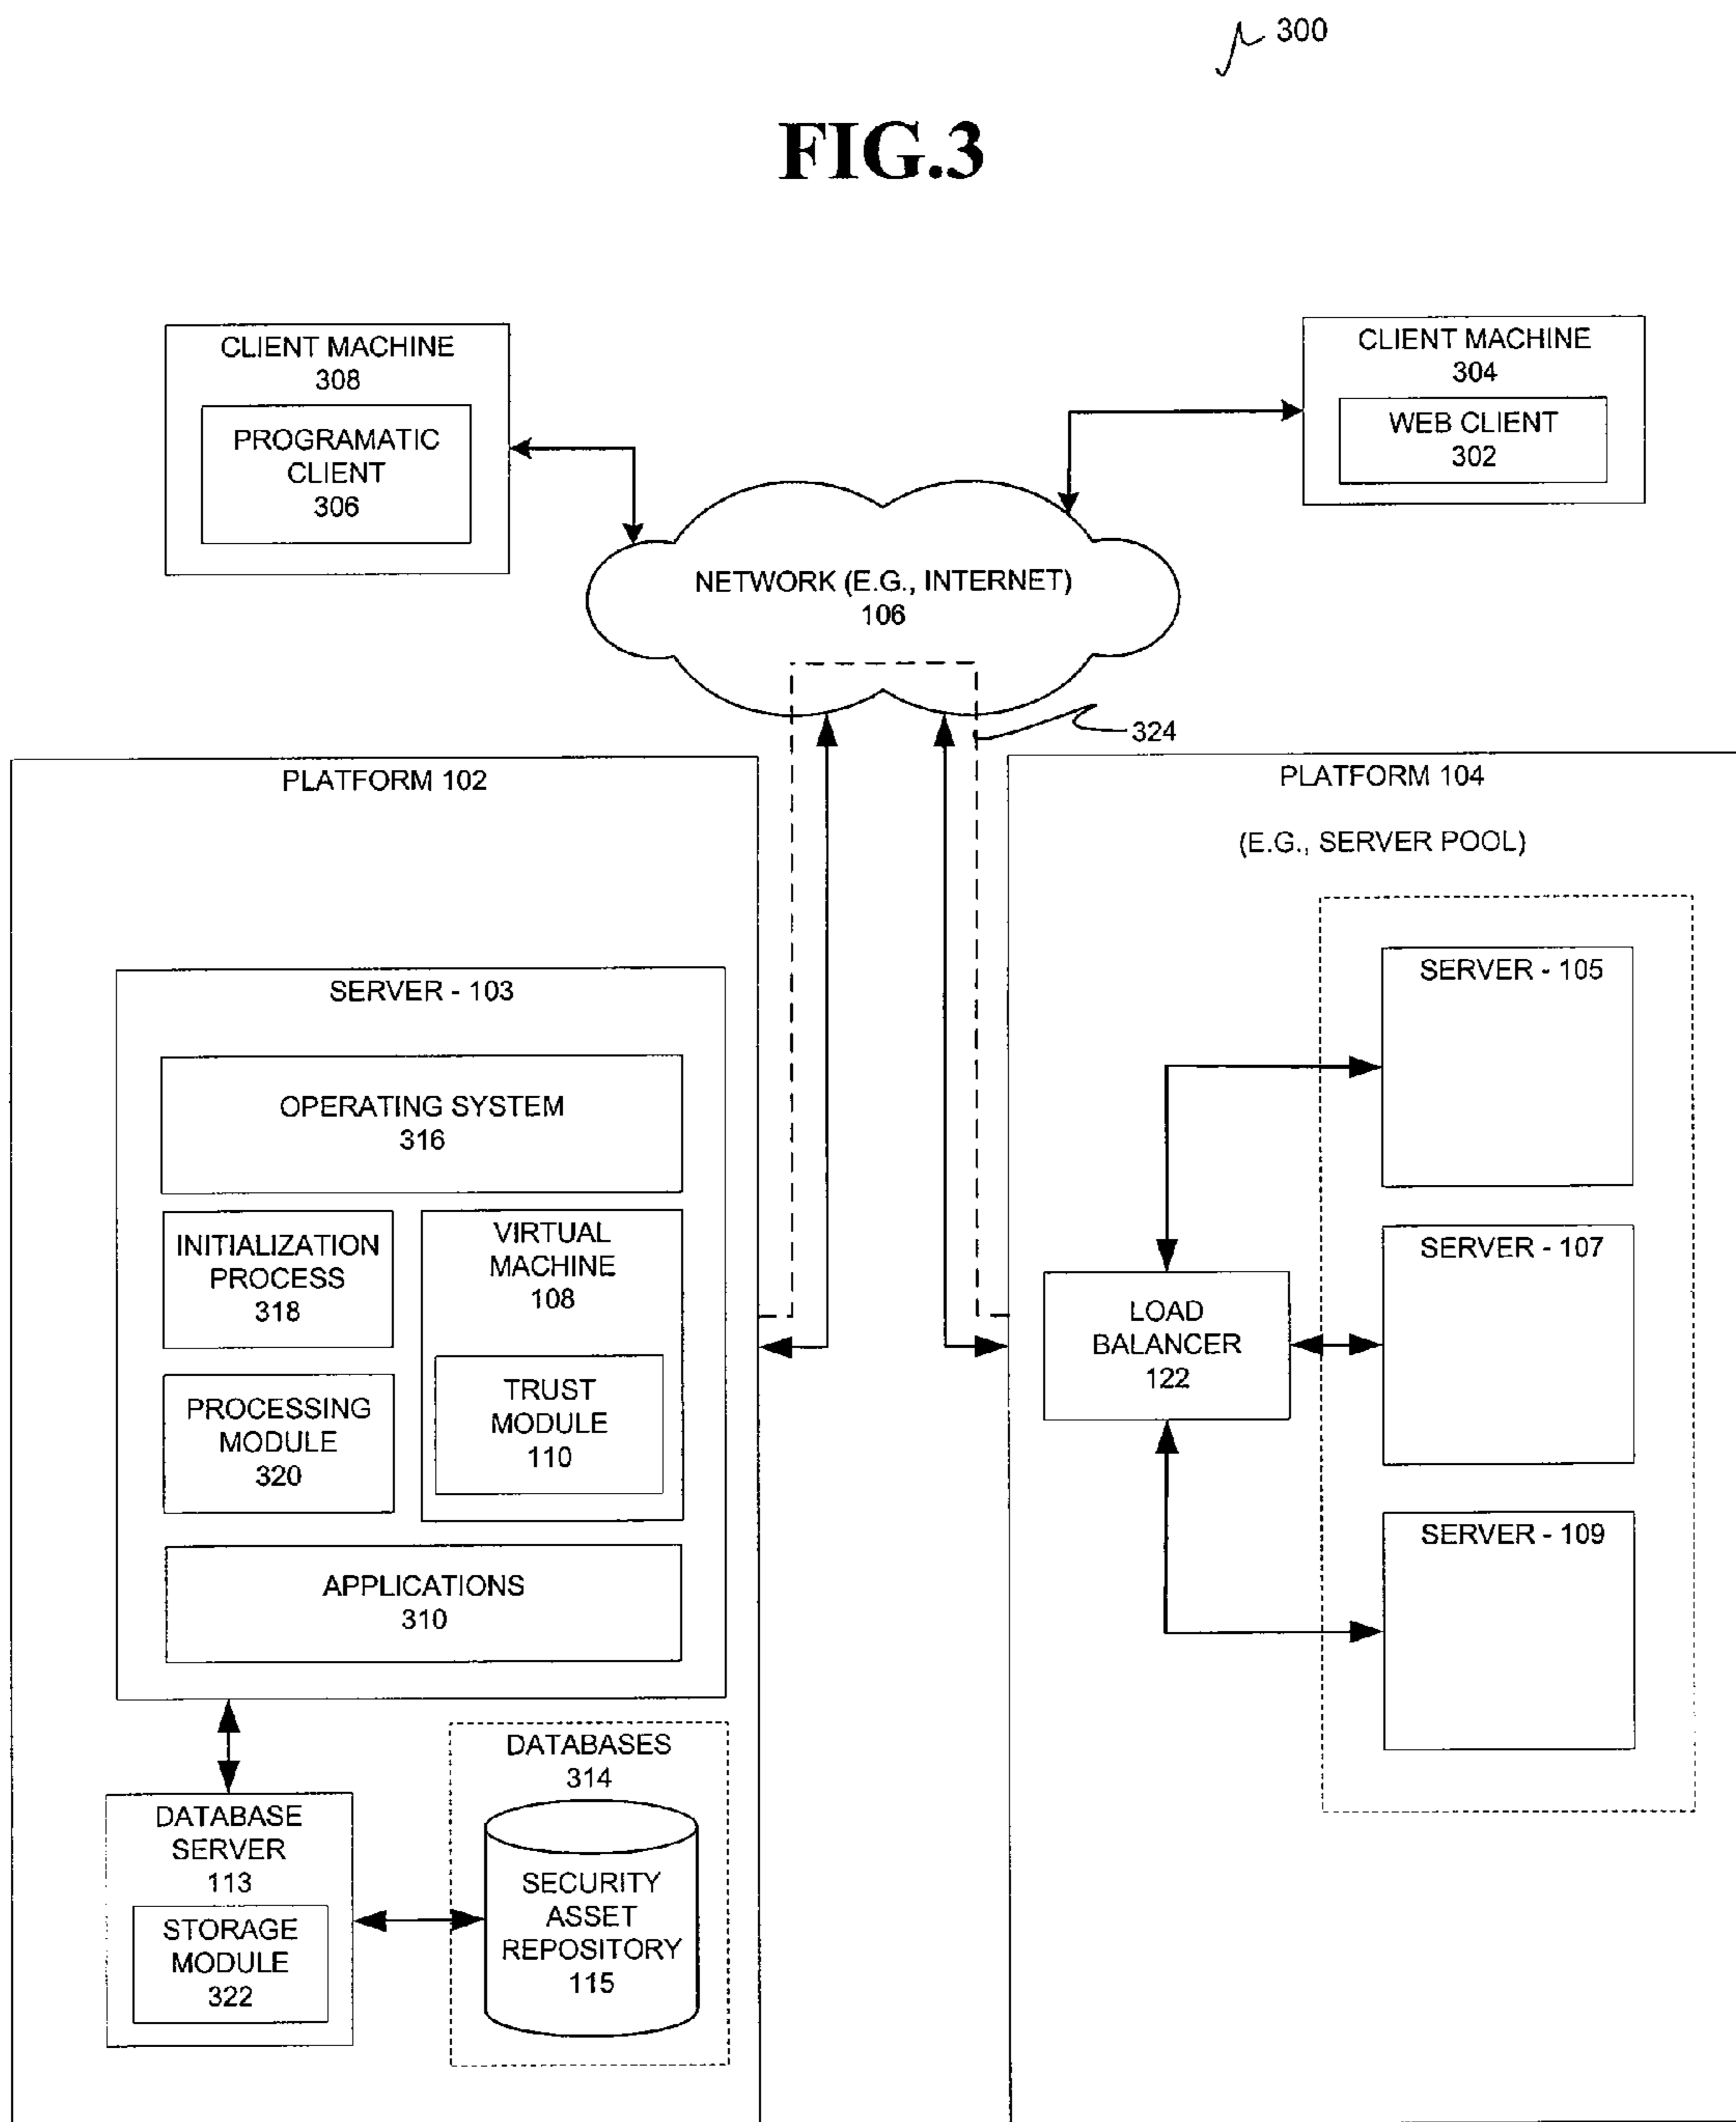 300
FIG.3
CLIENT MACHINE
308
PROGRAMATIC
CLIENT
306
CLIENT MACHINE
304
WEB CLIENT
302
NETWORK (E.G., INTERNET)
106
324
PLATFORM 102
SERVER - 103
OPERATING SYSTEM
316
INITIALIZATION
PROCESS
318
VIRTUAL
MACHINE
108
PROCESSING
MODULE
320
TRUST
MODULE
110
APPLICATIONS
310
DATABASE
SERVER
113
STORAGE
MODULE
322
DATABASES
314
SECURITY
ASSET
REPOSITORY
115
PLATFORM 104
(E.G., SERVER POOL)
SERVER - 105
SERVER - 107
LOAD
BALANCER
122
SERVER - 109